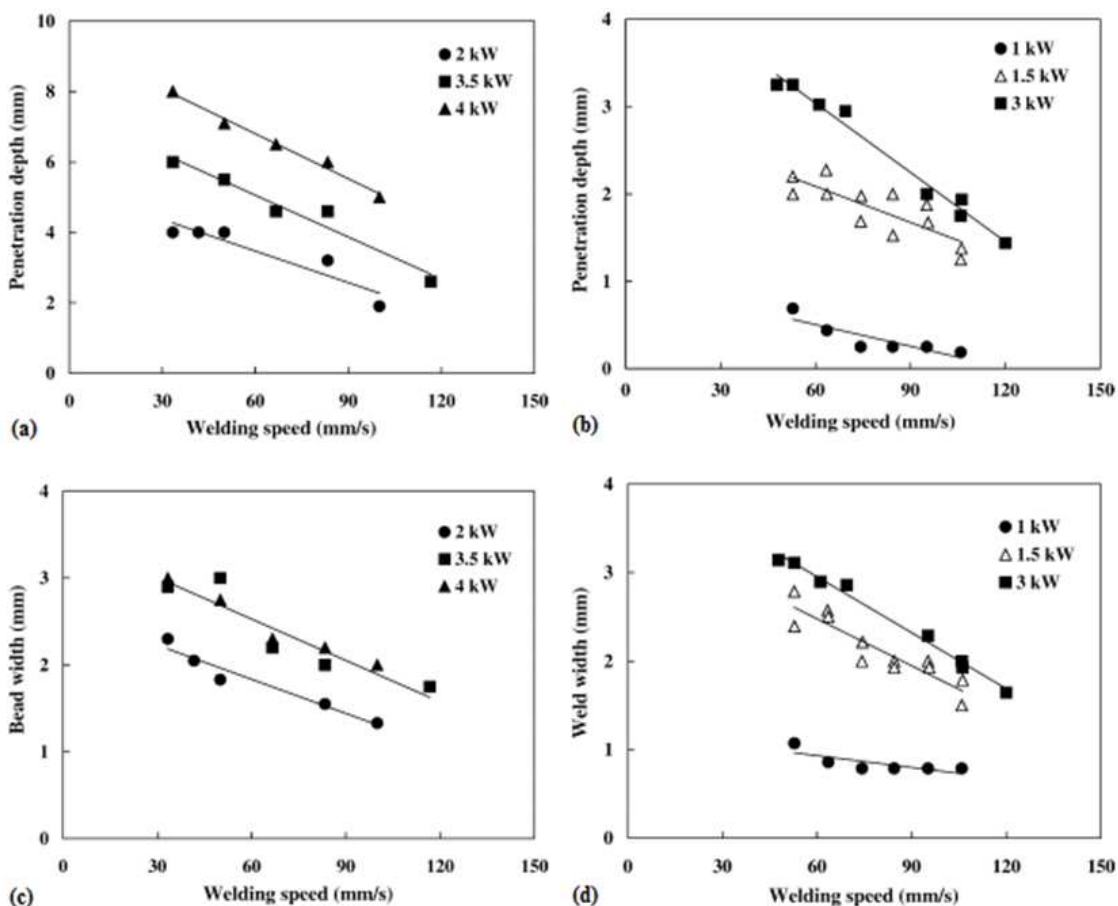 10
8
6
4
2
0
Penetration depth (mm)
2 kW
3.5 kW
4 kW
0 30 60 90 120 150
Welding speed (mm/s)
(a)
4
3
2
1
0
Penetration depth (mm)
1 kW
1.5 kW
3 kW
0 30 60 90 120 150
Welding speed (mm/s)
(b)
4
3
2
1
0
Bead width (mm)
2 kW
3.5 kW
4 kW
0 30 60 90 120 150
Welding speed (mm/s)
(c)
4
3
2
1
0
Weld width (mm)
1 kW
1.5 kW
3 kW
0 30 60 90 120 150
Welding speed (mm/s)
(d)